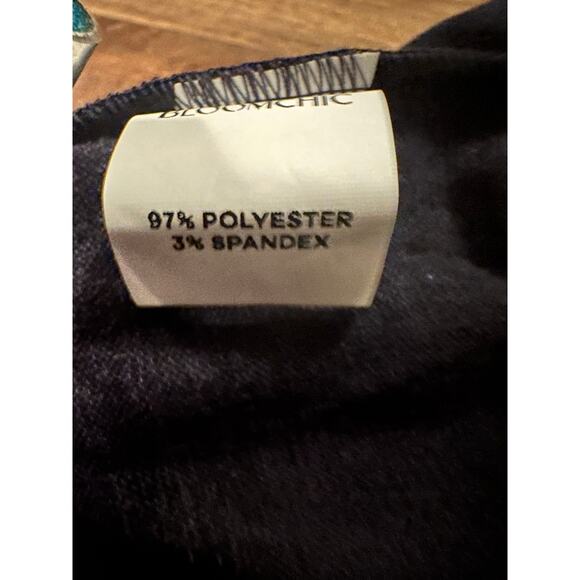 BLOOMCHIC
97% POLYESTER
3% SPANDEX